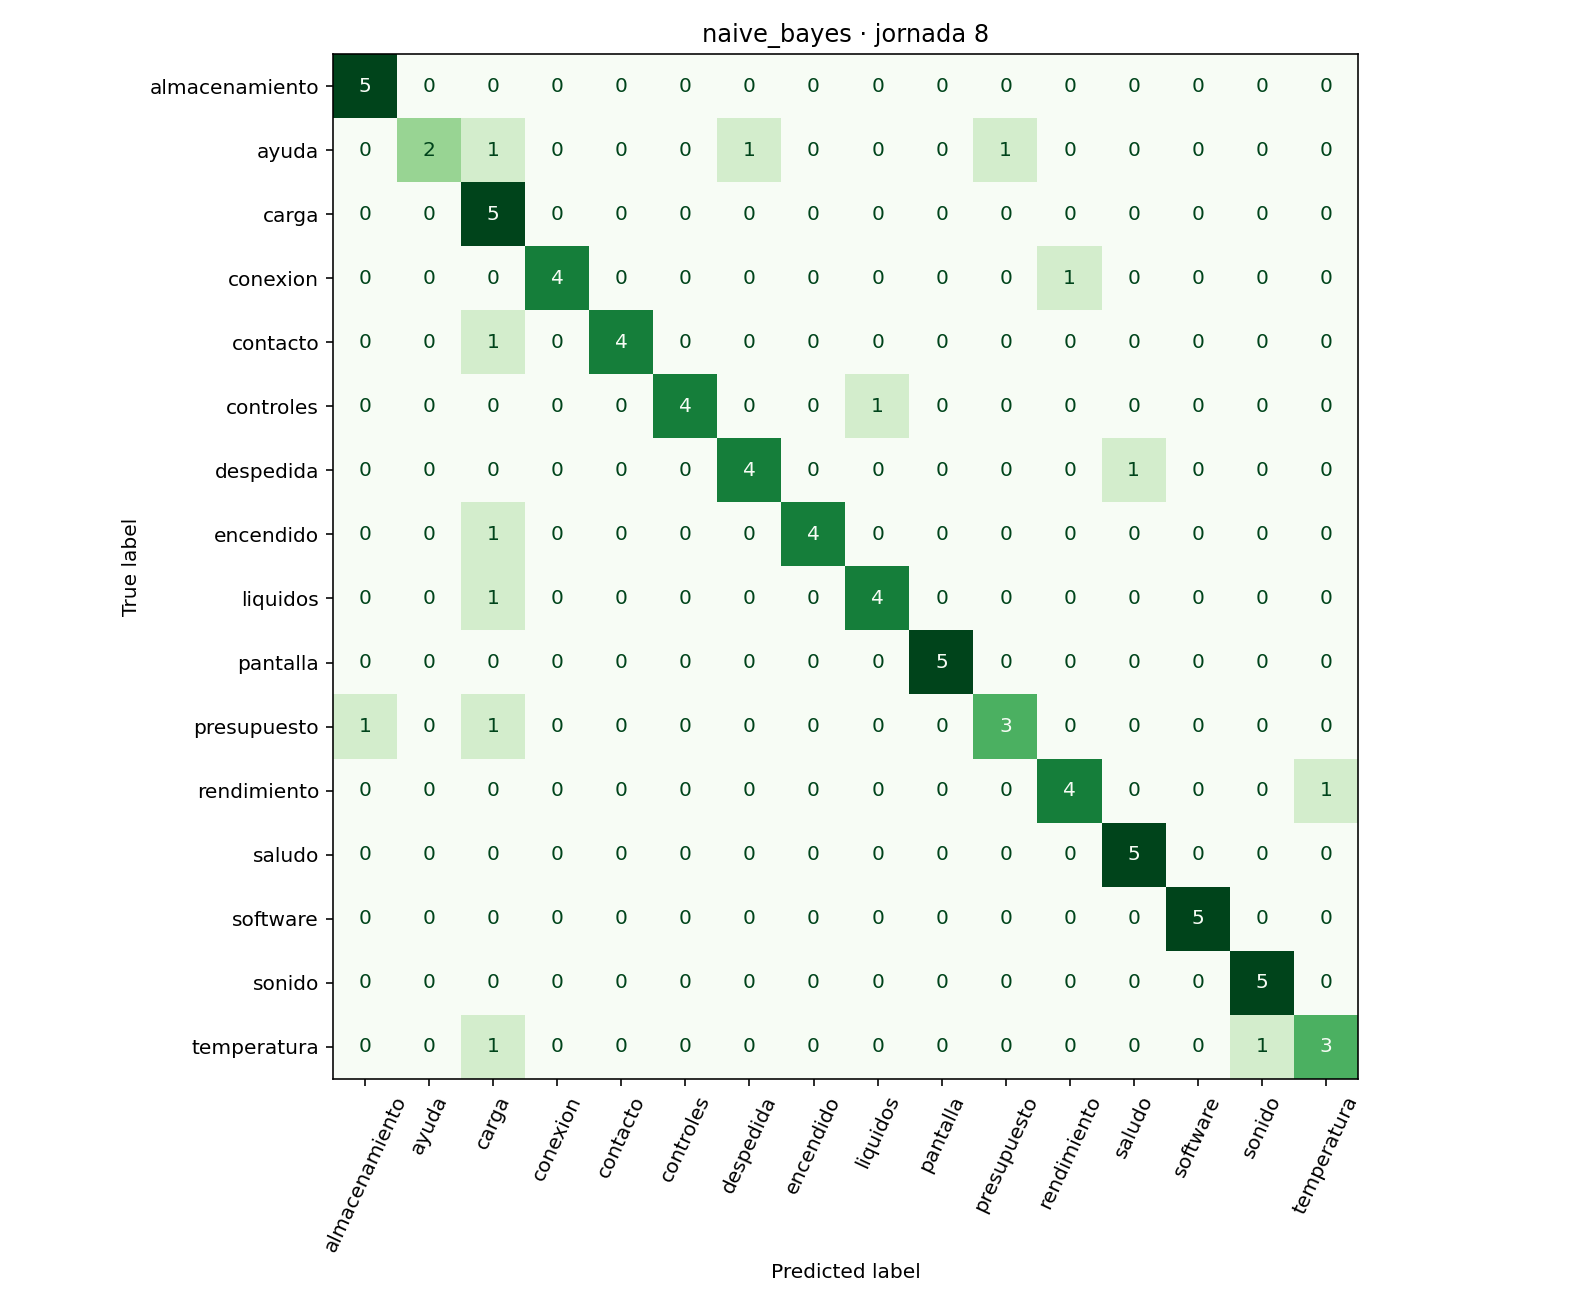 naive_bayes · jornada 8
True label
almacenamiento 5 0 0 0 0 0 0 0 0 0 0 0 0 0 0 0
ayuda 0 2 1 0 0 0 1 0 0 0 1 0 0 0 0 0
carga 0 0 5 0 0 0 0 0 0 0 0 0 0 0 0 0
conexion 0 0 0 4 0 0 0 0 0 0 0 1 0 0 0 0
contacto 0 0 1 0 4 0 0 0 0 0 0 0 0 0 0 0
controles 0 0 0 0 0 4 0 0 1 0 0 0 0 0 0 0
despedida 0 0 0 0 0 0 4 0 0 0 0 0 1 0 0 0
encendido 0 0 1 0 0 0 0 4 0 0 0 0 0 0 0 0
liquidos 0 0 1 0 0 0 0 0 4 0 0 0 0 0 0 0
pantalla 0 0 0 0 0 0 0 0 0 5 0 0 0 0 0 0
presupuesto 1 0 1 0 0 0 0 0 0 0 3 0 0 0 0 0
rendimiento 0 0 0 0 0 0 0 0 0 0 0 4 0 0 0 1
saludo 0 0 0 0 0 0 0 0 0 0 0 0 5 0 0 0
software 0 0 0 0 0 0 0 0 0 0 0 0 0 5 0 0
sonido 0 0 0 0 0 0 0 0 0 0 0 0 0 0 5 0
temperatura 0 0 1 0 0 0 0 0 0 0 0 0 0 0 1 3
almacenamiento ayuda carga conexion contacto controles despedida encendido liquidos pantalla presupuesto rendimiento saludo software sonido temperatura
Predicted label